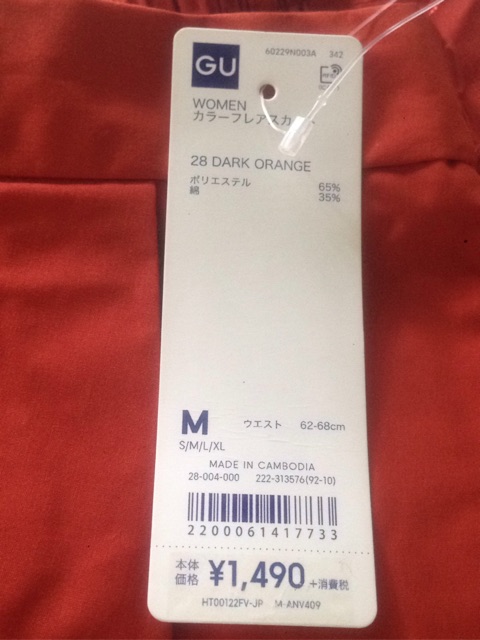 60229N003A 342
GU
WOMEN
カラーフレアスカート
28 DARK ORANGE
ポリエステル 65%
綿 35%
M ウエスト 62-68cm
S/M/L/XL
MADE IN CAMBODIA
28-004-000 222-313576(92-10)
2200061417733
本体価格 ¥1,490 +消費税
HT00122FV-JP M-ANV409